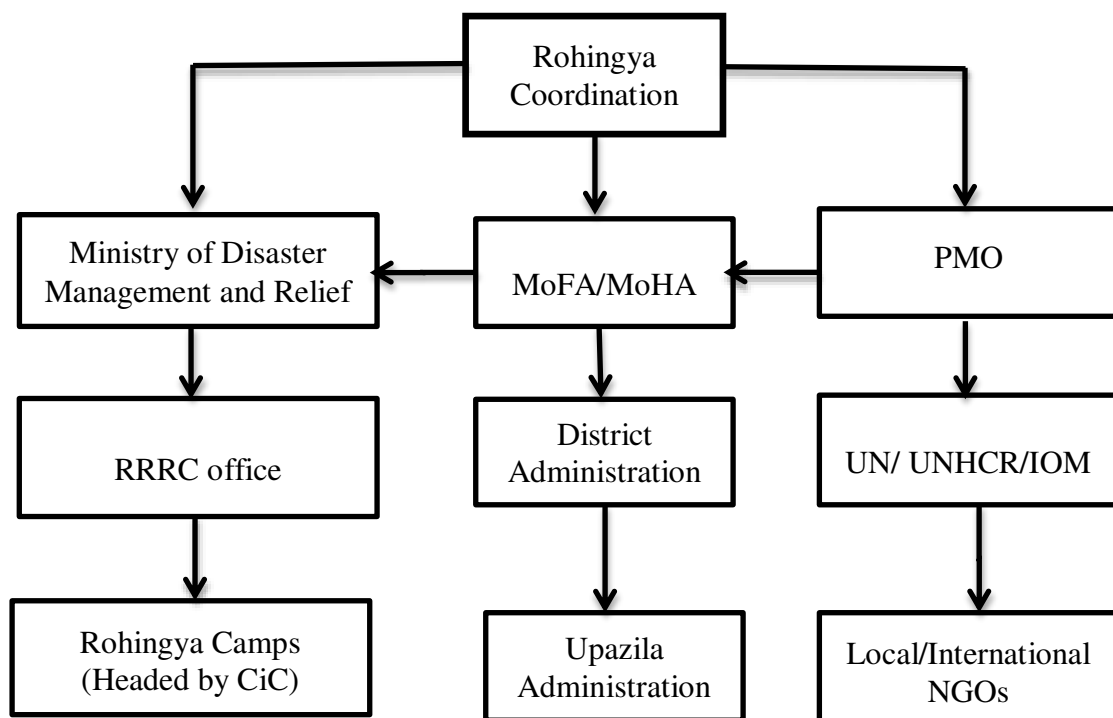 Rohingya
Coordination
Ministry of Disaster
Management and Relief
MoFA/MoHA
PMO
RRRC office
District
Administration
UN/ UNHCR/IOM
Rohingya Camps
(Headed by CiC)
Upazila
Administration
Local/International
NGOs